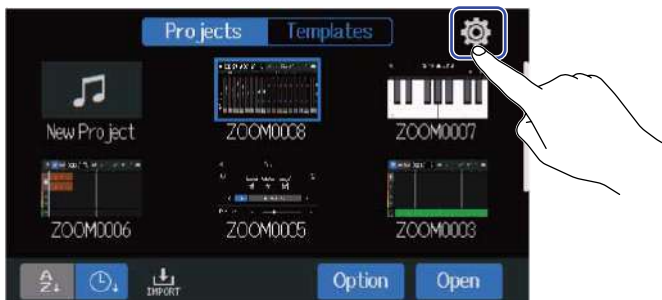 Projects Templates
New Project ZOOM0008 ZOOM0007
ZOOM0006 ZOOM0005 ZOOM0003
A
Z
IMPORT
Option Open